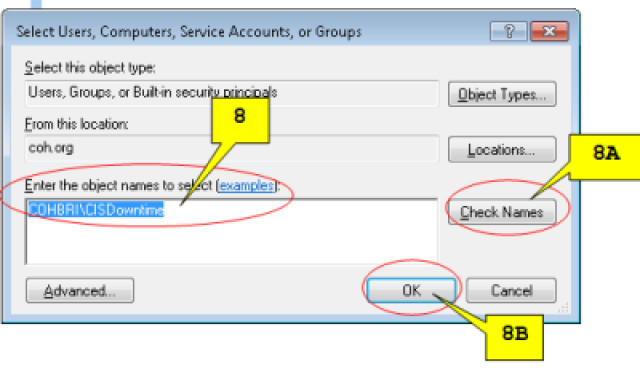 Select Users, Computers, Service Accounts, or Groups
Select this object type:
Users, Groups, or Built-in security principals
Object Types...
8
From this location:
coh.org
Locations...
8A
Enter the object names to select (examples):
COHBRI\CISDowntime
Check Names
Advanced...
OK
Cancel
8B